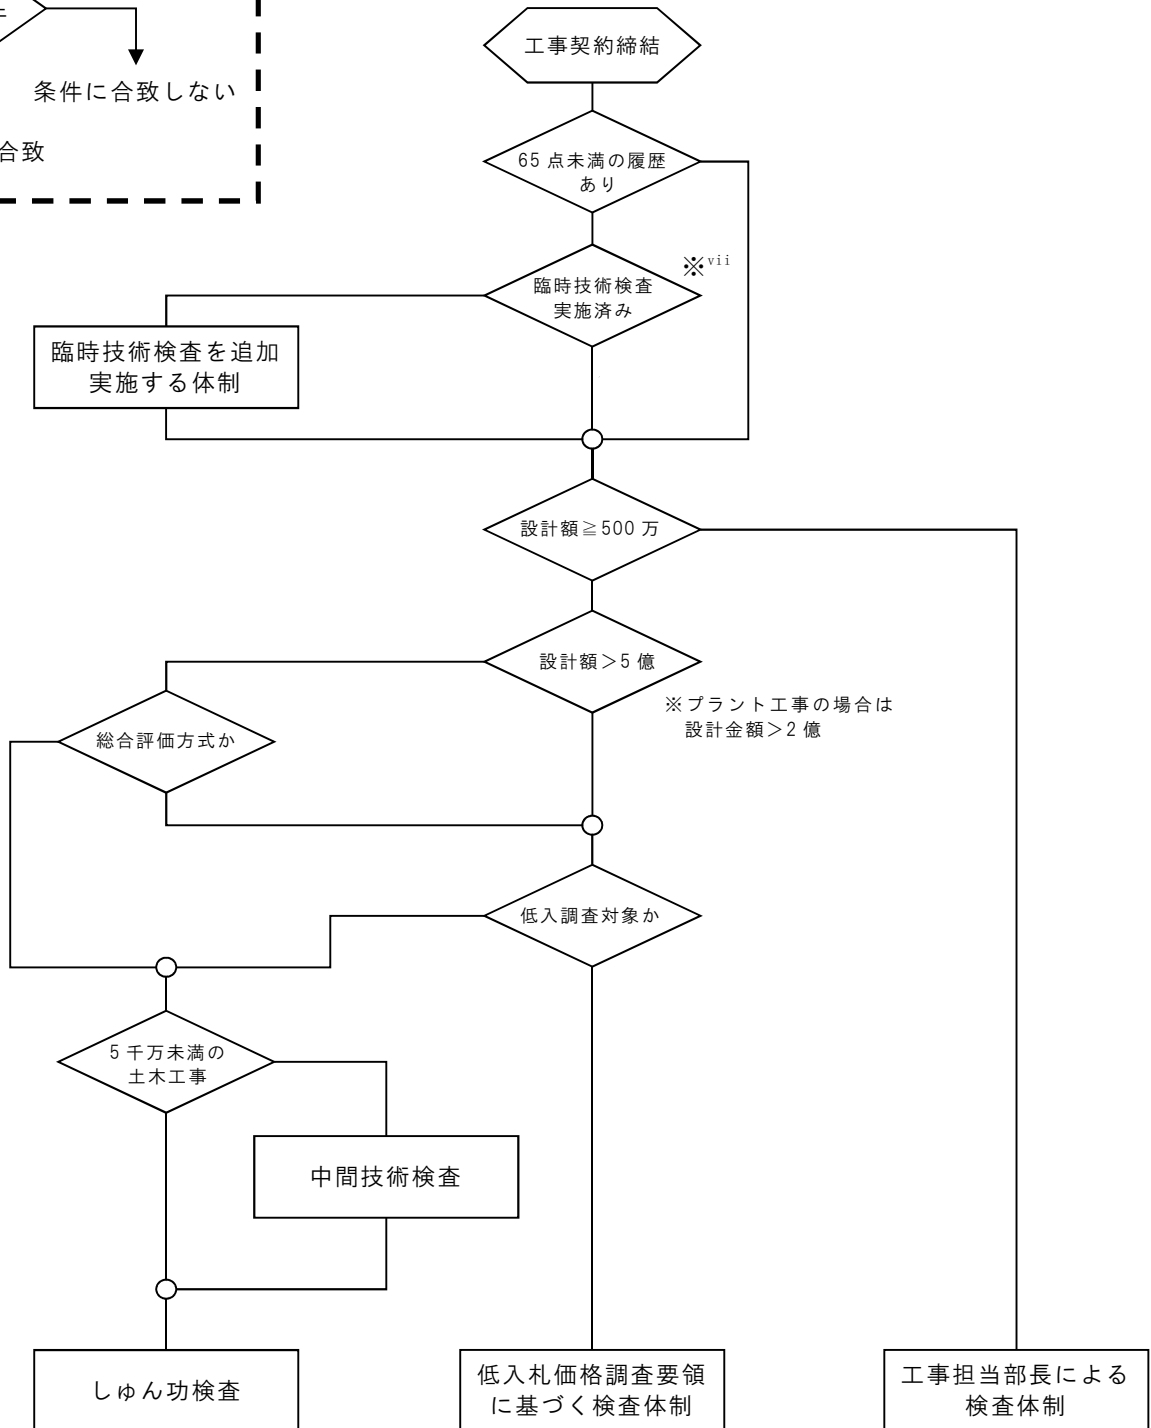 条件に合致しない
合致
工事契約締結
65 点未満の履歴
あり
臨時技術検査
実施済み
※vii
臨時技術検査を追加
実施する体制
設計額≧500 万
設計額＞5 億
※プラント工事の場合は
設計金額＞2 億
総合評価方式か
低入調査対象か
5 千万未満の
土木工事
中間技術検査
しゅん功検査
低入札価格調査要領
に基づく検査体制
工事担当部長による
検査体制